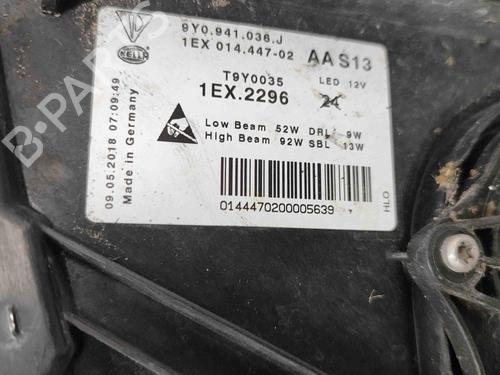 9Y0.941.036.J
1EX 014.447-02 AA S13
T9Y0035 LED 12V
1EX.2296 24
Low Beam 52W DRL 9W
High Beam 92W SBL 13W
0144470200005639
HLO
HELLA
Made in Germany
09.05.2018 07:09:49